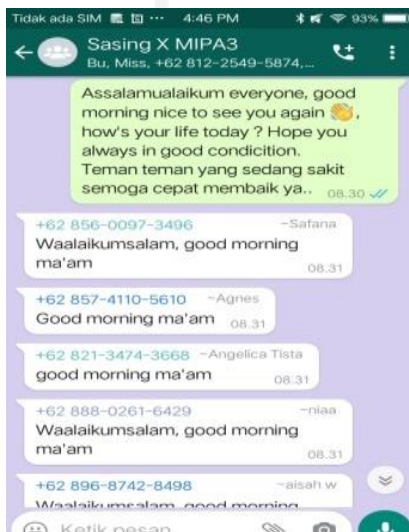 Tidak ada SIM 4:46 PM 93%
Sasing X MIPA3
Bu, Miss, +62 812-2549-5874,...
Assalamualaikum everyone, good
morning nice to see you again 👋,
how's your life today ? Hope you
always in good condicition.
Teman teman yang sedang sakit
semoga cepat membaik ya.. 08.30
+62 856-0097-3496 ~Safana
Waalaikumsalam, good morning
ma'am 08.31
+62 857-4110-5610 ~Agnes
Good morning ma'am 08.31
+62 821-3474-3668 ~Angelica Tista
good morning ma'am 08.31
+62 888-0261-6429 ~niaa
Waalaikumsalam, good morning
ma'am 08.31
+62 896-8742-8498 ~aisah.w
Waalaikumsalam, good morning
Ketik pesan